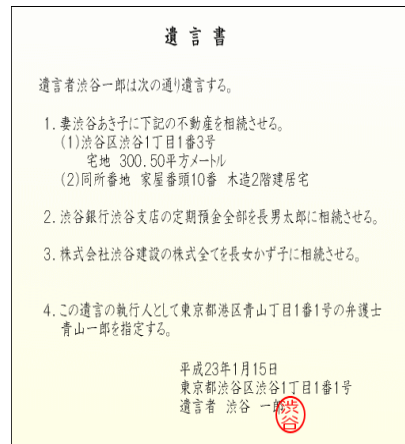 遺言書
遺言者渋谷一郎は次の通り遺言する。
1.妻渋谷あき子に下記の不動産を相続させる。
(1)渋谷区渋谷1丁目1番3号
宅地 300.50平方メートル
(2)同所番地 家屋番頭10番 木造2階建居宅
2.渋谷銀行渋谷支店の定期預金全部を長男太郎に相続させる。
3.株式会社渋谷建設の株式全てを長女かず子に相続させる。
4.この遺言の執行人として東京都港区青山丁目1番1号の弁護士
青山一郎を指定する。
平成23年1月15日
東京都渋谷区渋谷1丁目1番1号
遺言者 渋谷 一郎
渋谷